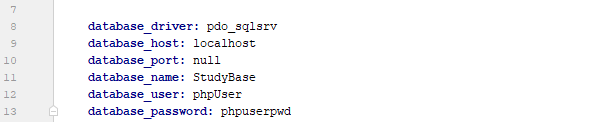 7
8 database_driver: pdo_sqlsrv
9 database_host: localhost
10 database_port: null
11 database_name: StudyBase
12 database_user: phpUser
13 database_password: phpuserpwd